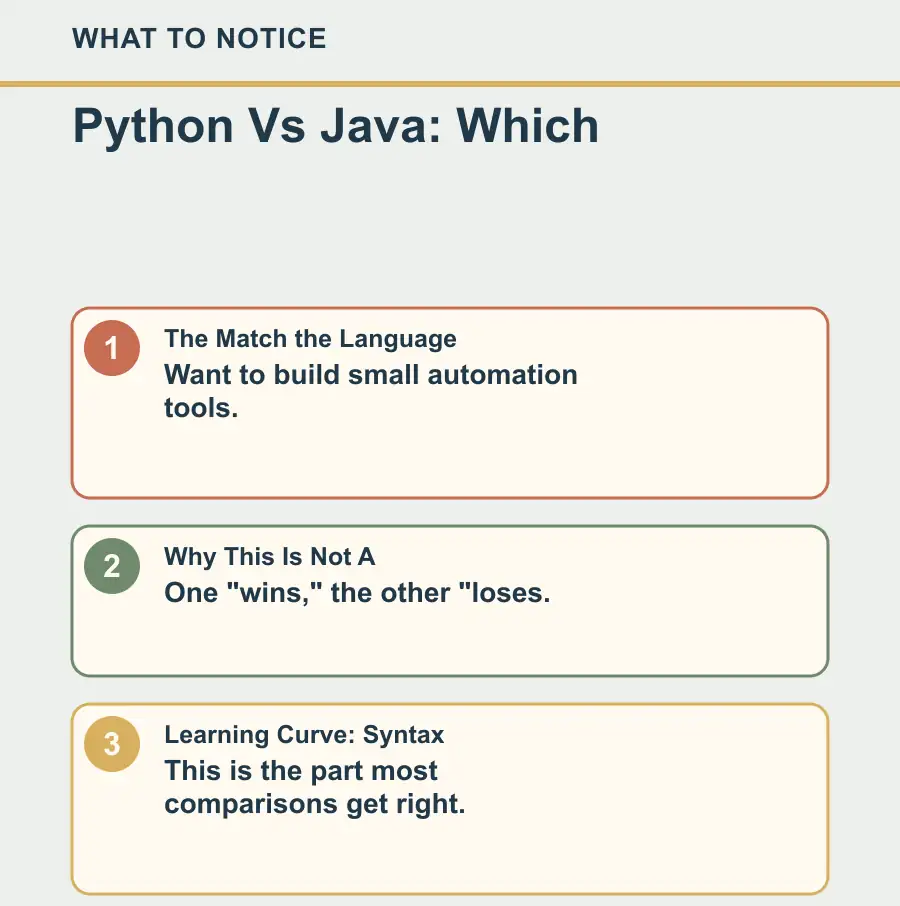 WHAT TO NOTICE
Python Vs Java: Which
1
The Match the Language
Want to build small automation
tools.
2
Why This Is Not A
One "wins," the other "loses.
3
Learning Curve: Syntax
This is the part most
comparisons get right.